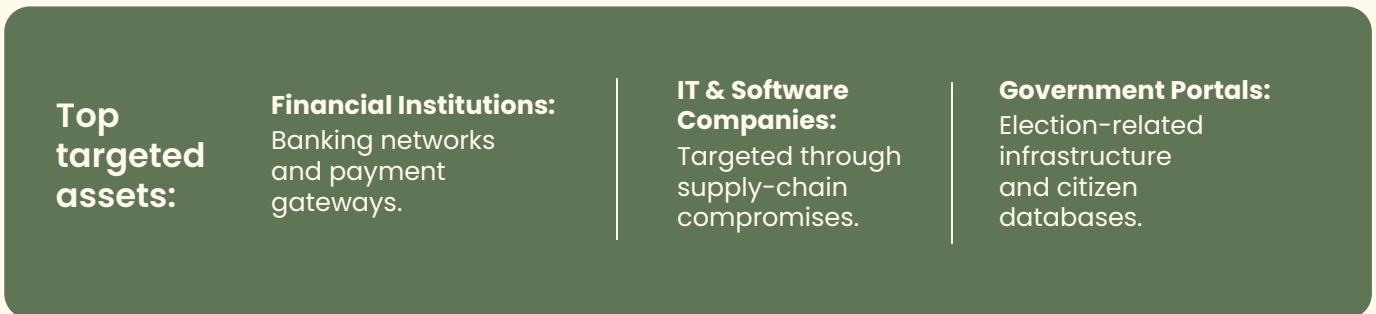 Top
targeted
assets:
Financial Institutions:
Banking networks
and payment
gateways.
IT & Software
Companies:
Targeted through
supply-chain
compromises.
Government Portals:
Election-related
infrastructure
and citizen
databases.